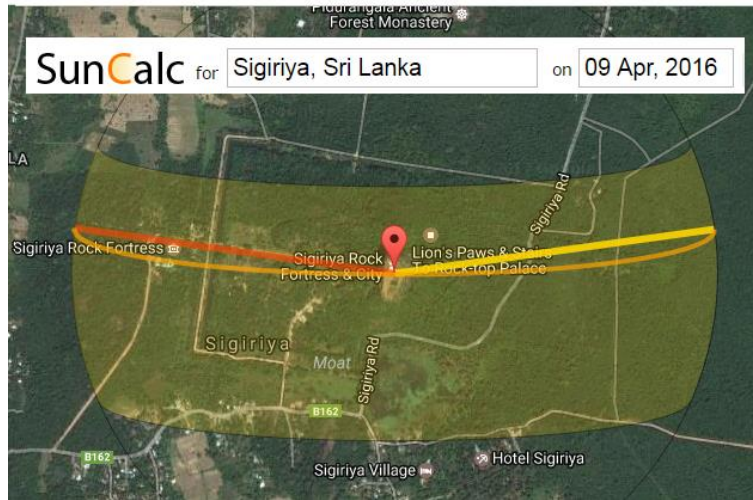 Pidurangala Ancient
Forest Monastery
SunCalc for Sigiriya, Sri Lanka on 09 Apr, 2016
LA
Sigiriya Rd
Sigiriya Rock Fortress
Sigiriya Rock
Fortress & City
Lion's Paws & Stairs
To Rock-top Palace
Sigiriya
Moat
Sigiriya Rd
B162
B162
Sigiriya Village
Hotel Sigiriya